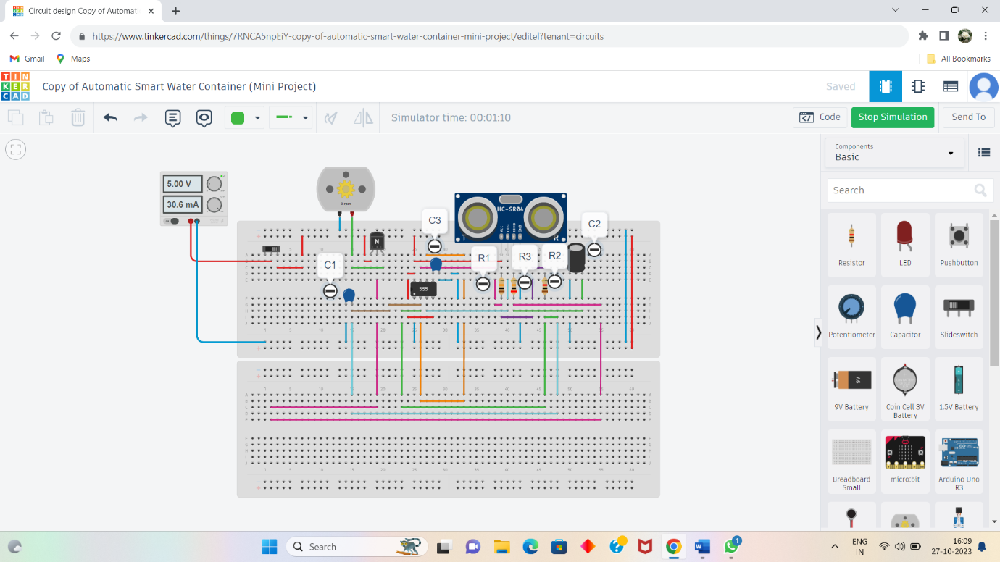 Circuit design Copy of Automati
https://www.tinkercad.com/things/7RNCA5npEiY-copy-of-automatic-smart-water-container-mini-project/editel?tenant=circuits
Gmail
Maps
All Bookmarks
TIN
KER
CAD
Copy of Automatic Smart Water Container (Mini Project)
Saved
Simulator time: 00:01:10
Code
Stop Simulation
Send To
Components
Basic
Search
5.00 V
30.6 mA
0 rpm
HC-SR04
T
R
N
555
C3
C2
C1
R1
R3
R2
Resistor
LED
Pushbutton
Potentiometer
Capacitor
Slideswitch
9V
9V Battery
Coin Cell 3V
Battery
1.5V Battery
Breadboard
Small
micro:bit
Arduino Uno
R3
Search
1
ENG
IN
16:09
27-10-2023